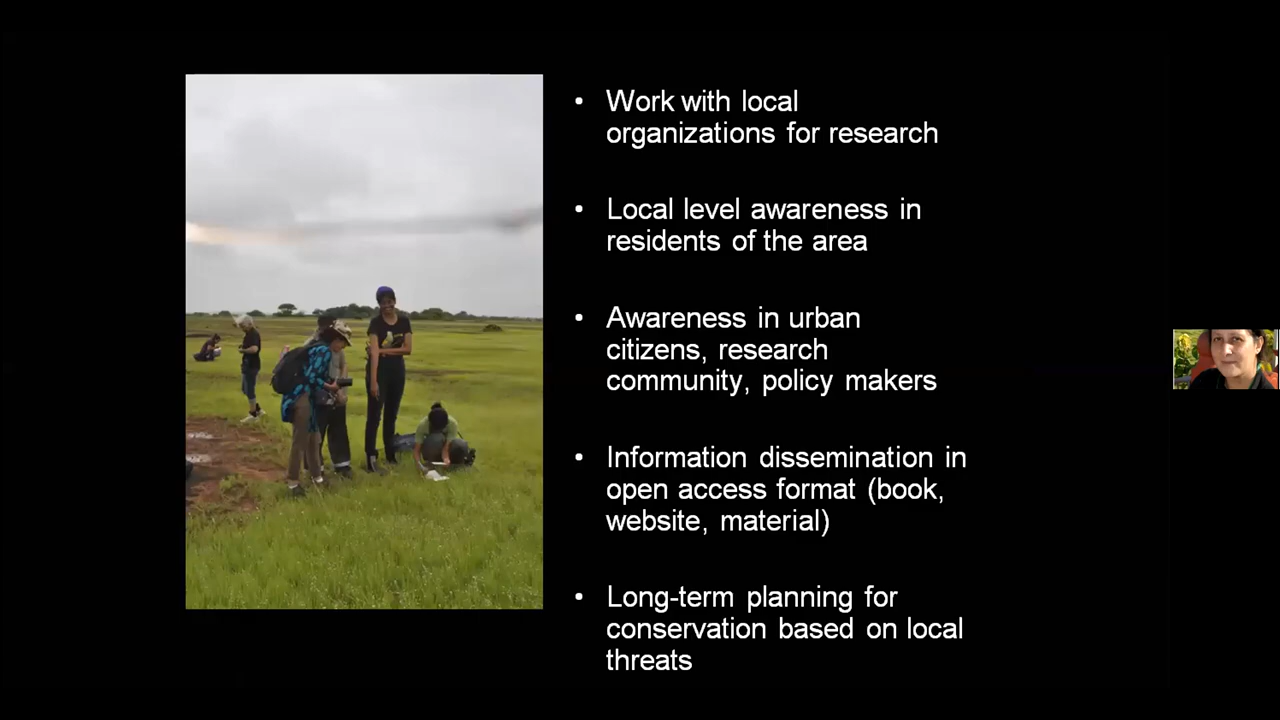 • Work with local
organizations for research
• Local level awareness in
residents of the area
• Awareness in urban
citizens, research
community, policy makers
• Information dissemination in
open access format (book,
website, material)
• Long-term planning for
conservation based on local
threats